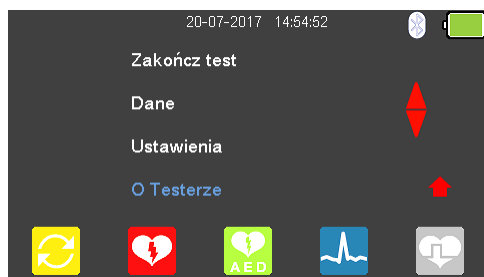 20-07-2017 14:54:52
Zakończ test
Dane
Ustawienia
O Testerze
AED